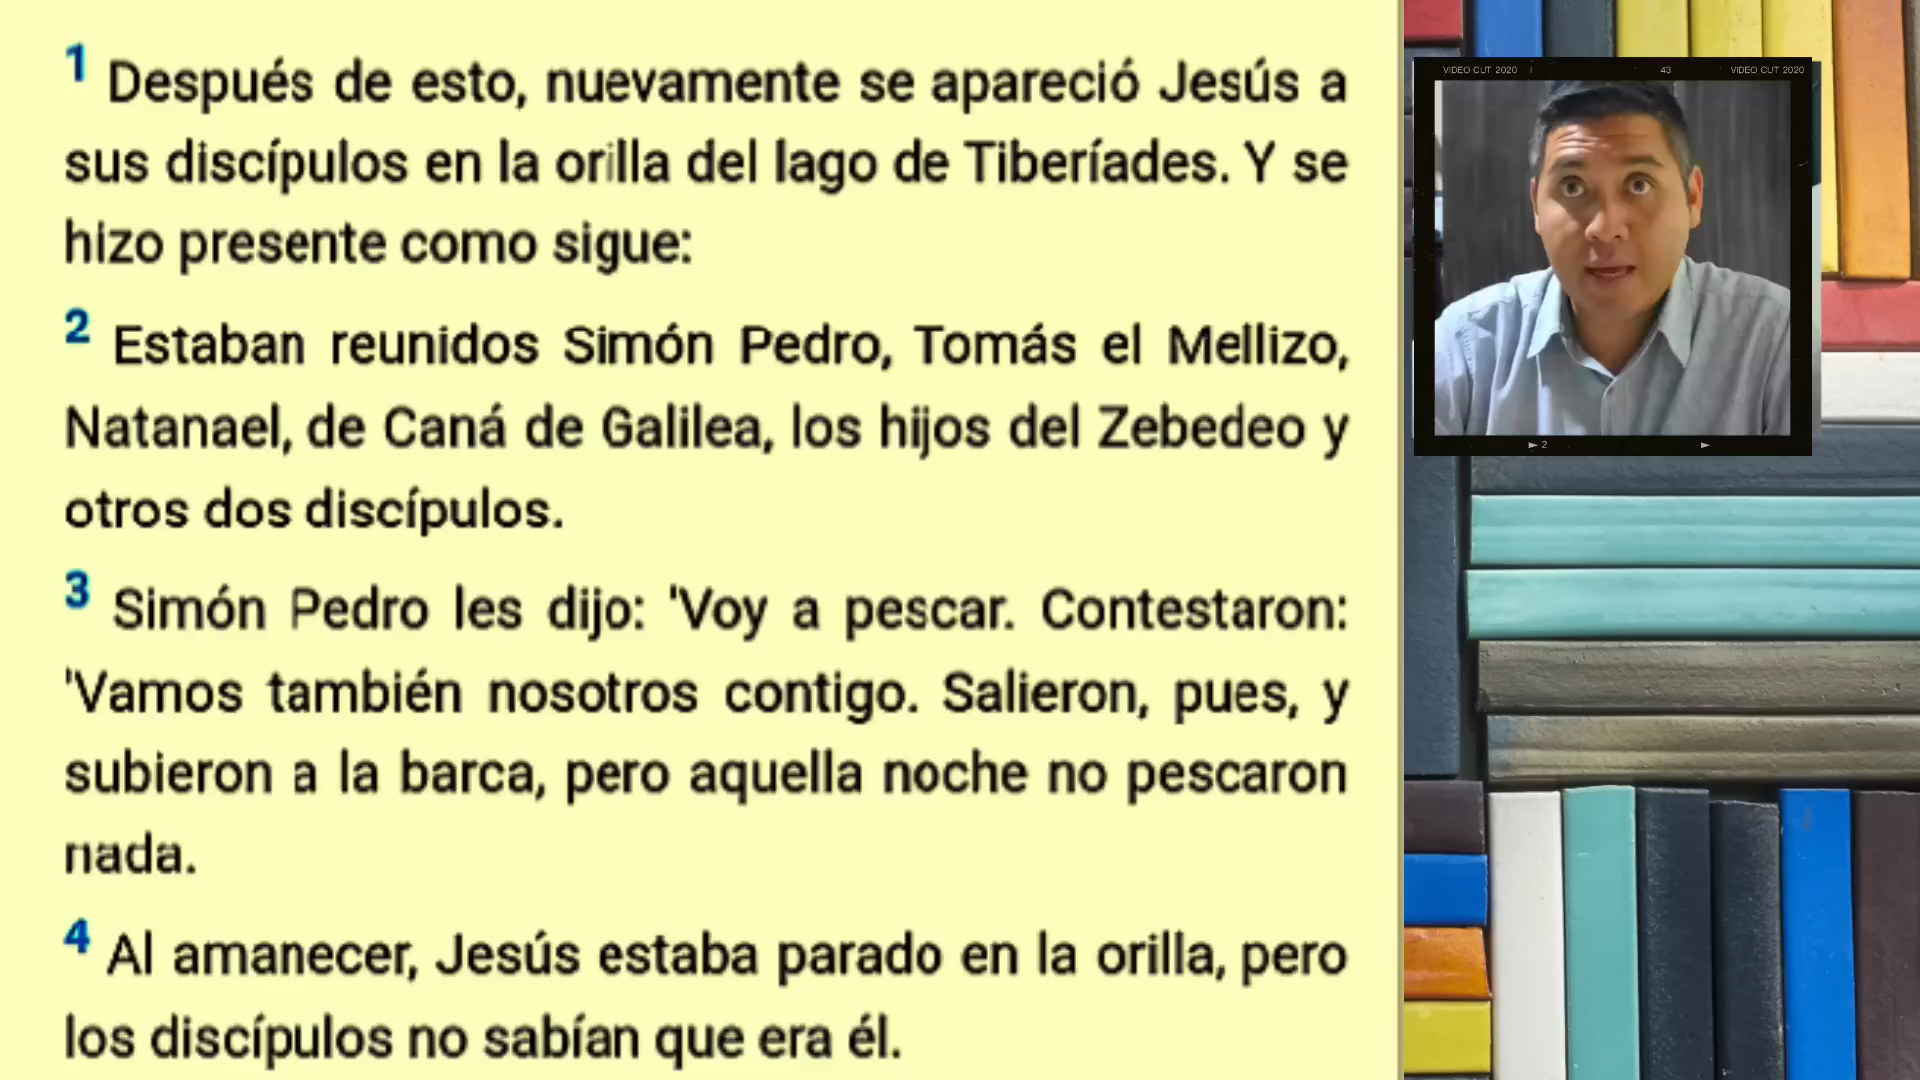 1 Después de esto, nuevamente se apareció Jesús a
sus discípulos en la orilla del lago de Tiberíades. Y se
hizo presente como sigue:
2 Estaban reunidos Simón Pedro, Tomás el Mellizo,
Natanael, de Caná de Galilea, los hijos del Zebedeo y
otros dos discípulos.
3 Simón Pedro les dijo: 'Voy a pescar. Contestaron:
'Vamos también nosotros contigo. Salieron, pues, y
subieron a la barca, pero aquella noche no pescaron
nada.
4 Al amanecer, Jesús estaba parado en la orilla, pero
los discípulos no sabían que era él.
VIDEO CUT 2020 43 VIDEO CUT 2020
2